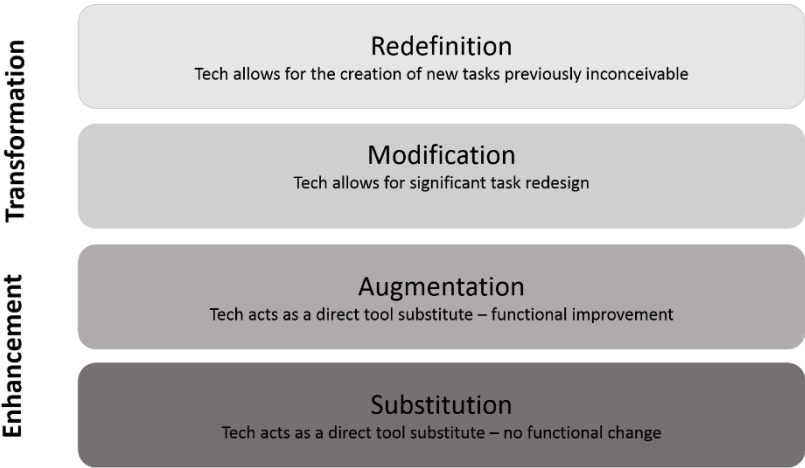 Transformation
Redefinition
Tech allows for the creation of new tasks previously inconceivable
Modification
Tech allows for significant task redesign
Enhancement
Augmentation
Tech acts as a direct tool substitute – functional improvement
Substitution
Tech acts as a direct tool substitute – no functional change